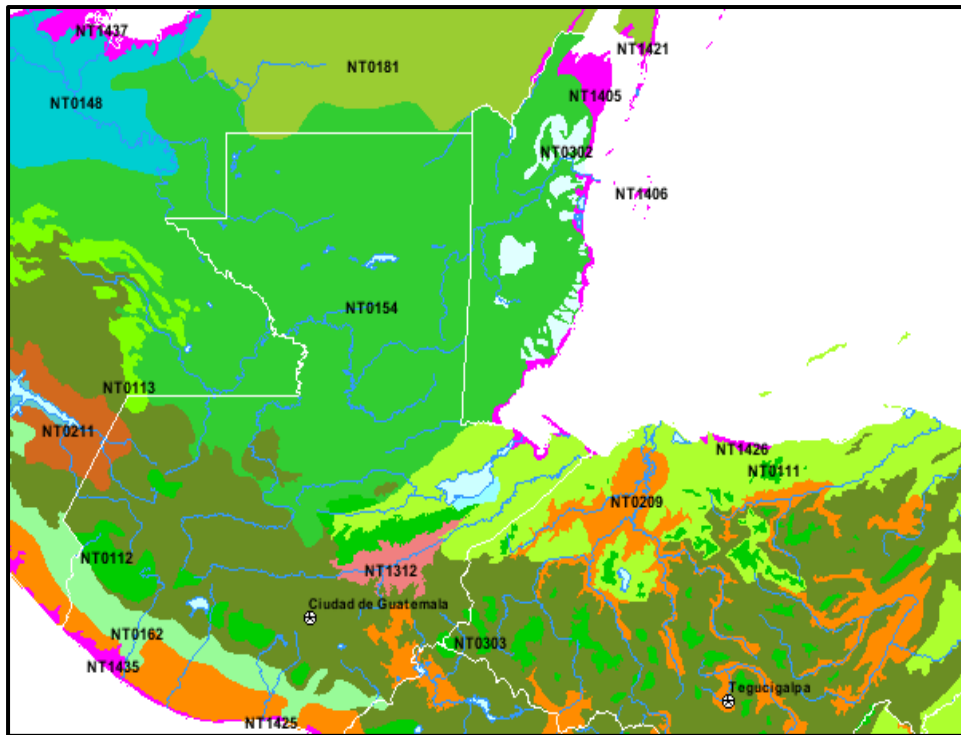 NT1437
NT1421
NT0181
NT1405
NT0148
NT0302
NT1406
NT0154
NT0113
NT0211
NT1426
NT0111
NT0209
NT0112
NT1312
Ciudad de Guatemala
NT0162
NT0303
NT1435
Tegucigalpa
NT1425